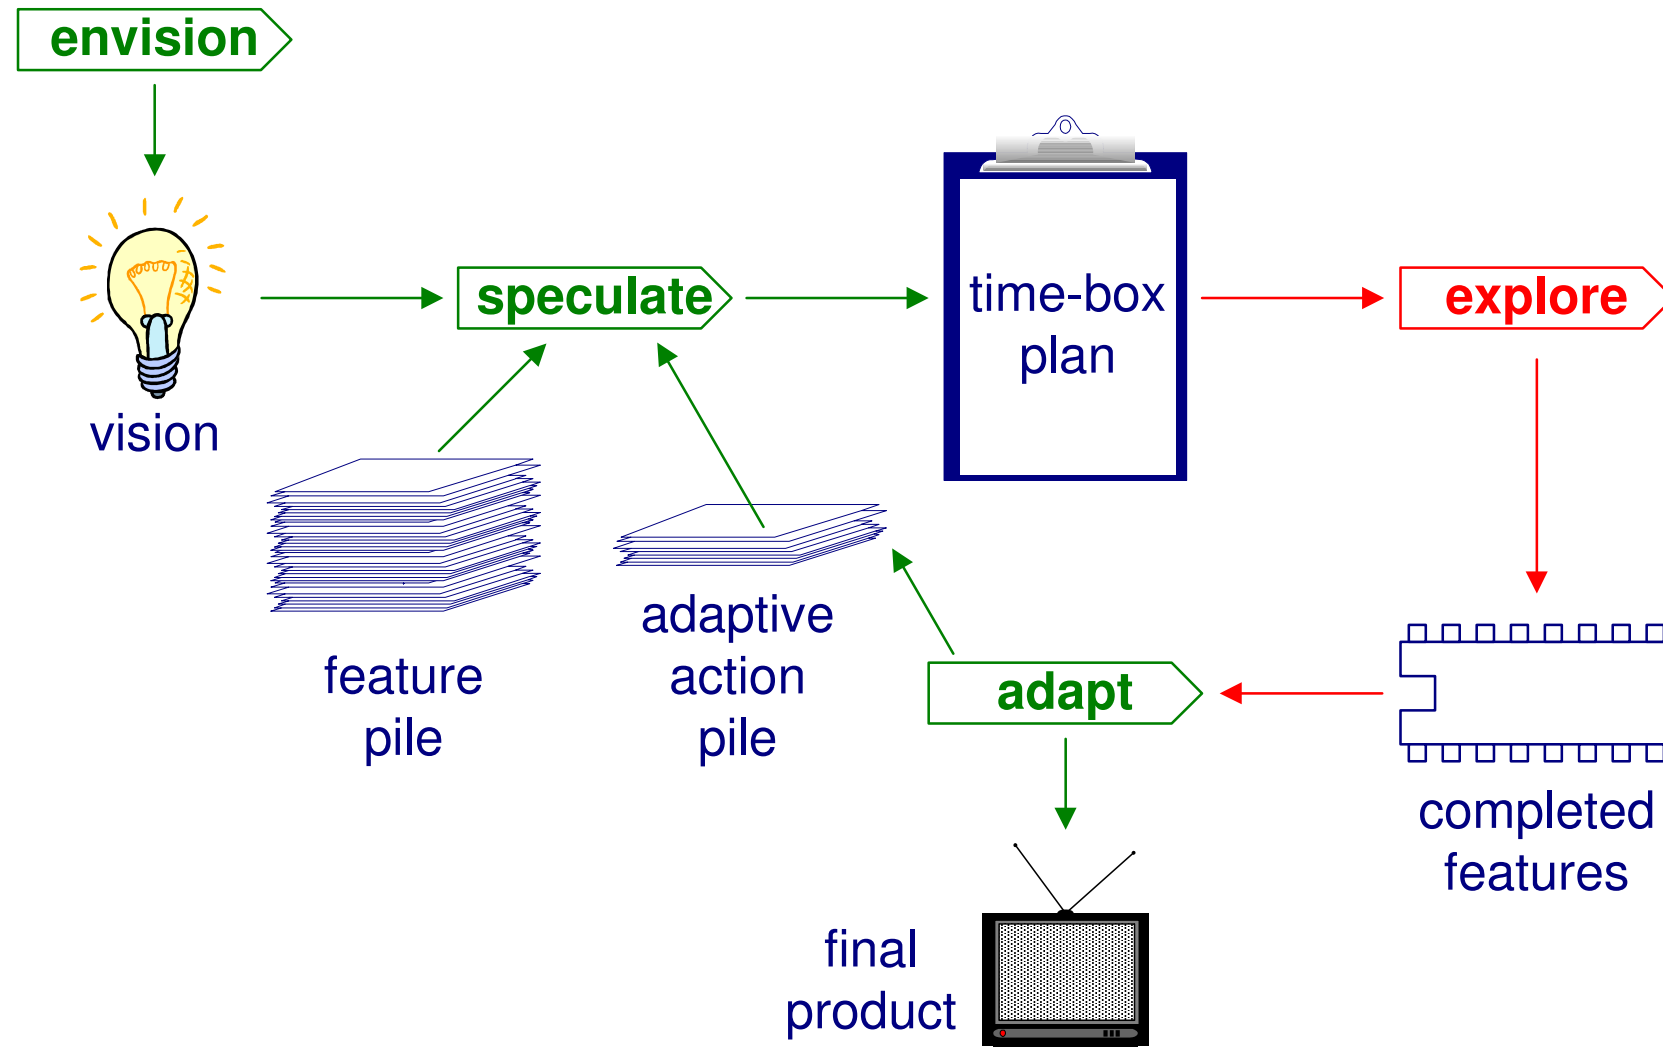 envision
vision
speculate
time-box
plan
explore
feature
pile
adaptive
action
pile
adapt
completed
features
final
product